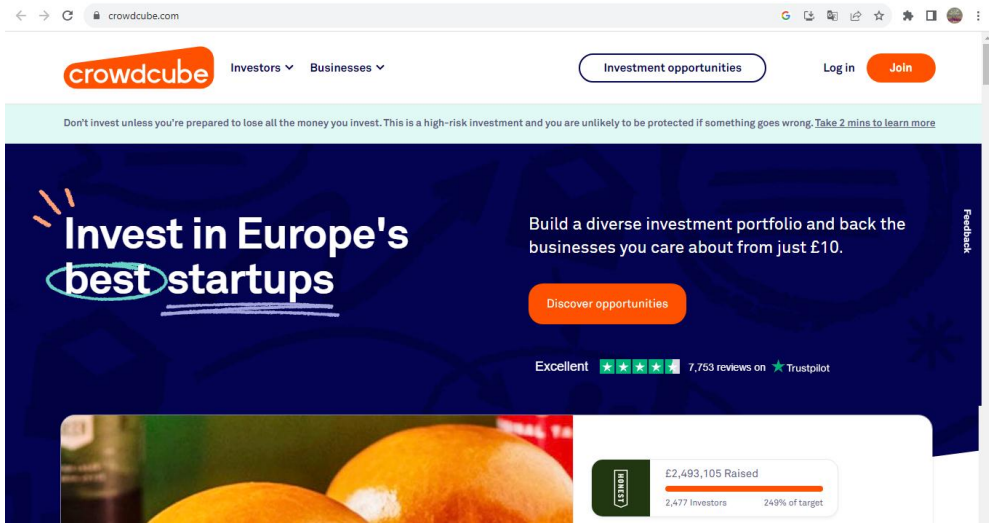 crowdcube.com
crowdcube
Investors
Businesses
Investment opportunities
Log in
Join
Don't invest unless you're prepared to lose all the money you invest. This is a high-risk investment and you are unlikely to be protected if something goes wrong. Take 2 mins to learn more
Invest in Europe's
best startups
Build a diverse investment portfolio and back the
businesses you care about from just £10.
Discover opportunities
Excellent
7,753 reviews on Trustpilot
Feedback
HONEST
£2,493,105 Raised
2,477 Investors 249% of target